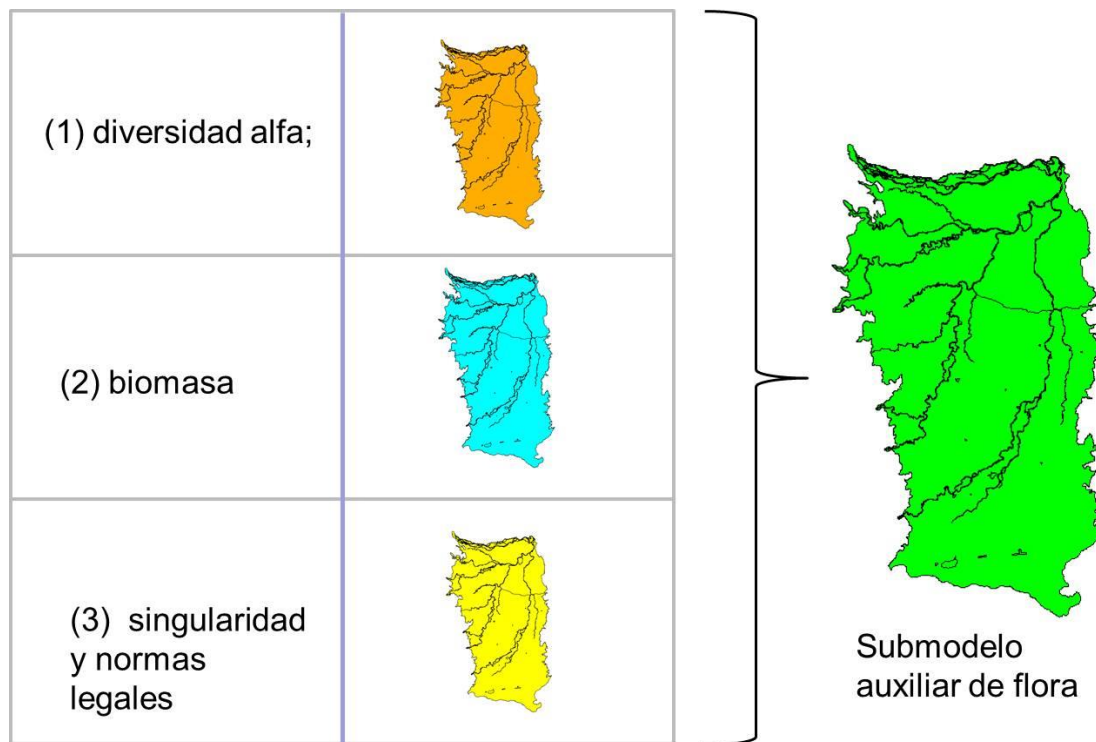 (1) diversidad alfa;
(2) biomasa
(3) singularidad
y normas
legales
Submodelo
auxiliar de flora